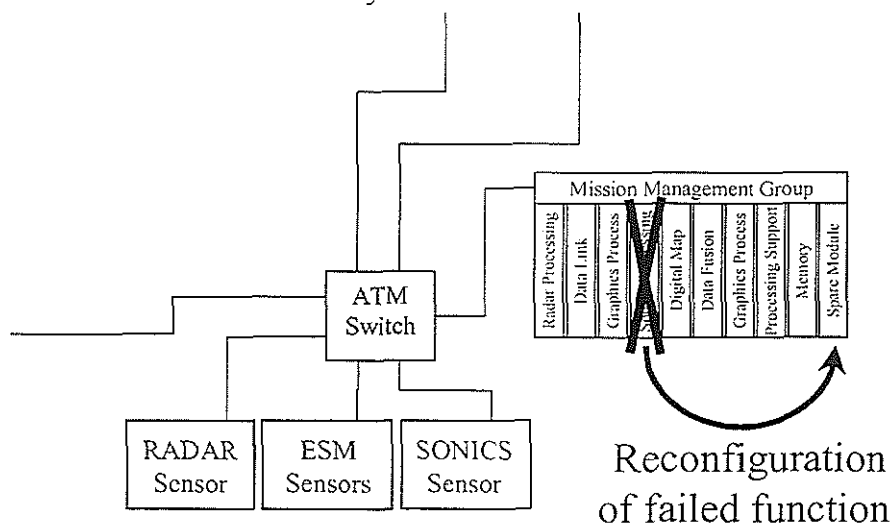 Mission Management Group
Radar Processing
Data Link
Graphics Process
Digital Map
Data Fusion
Graphics Process
Processing Support
Memory
Spare Module
ATM
Switch
RADAR
Sensor
ESM
Sensors
SONICS
Sensor
Reconfiguration
of failed function